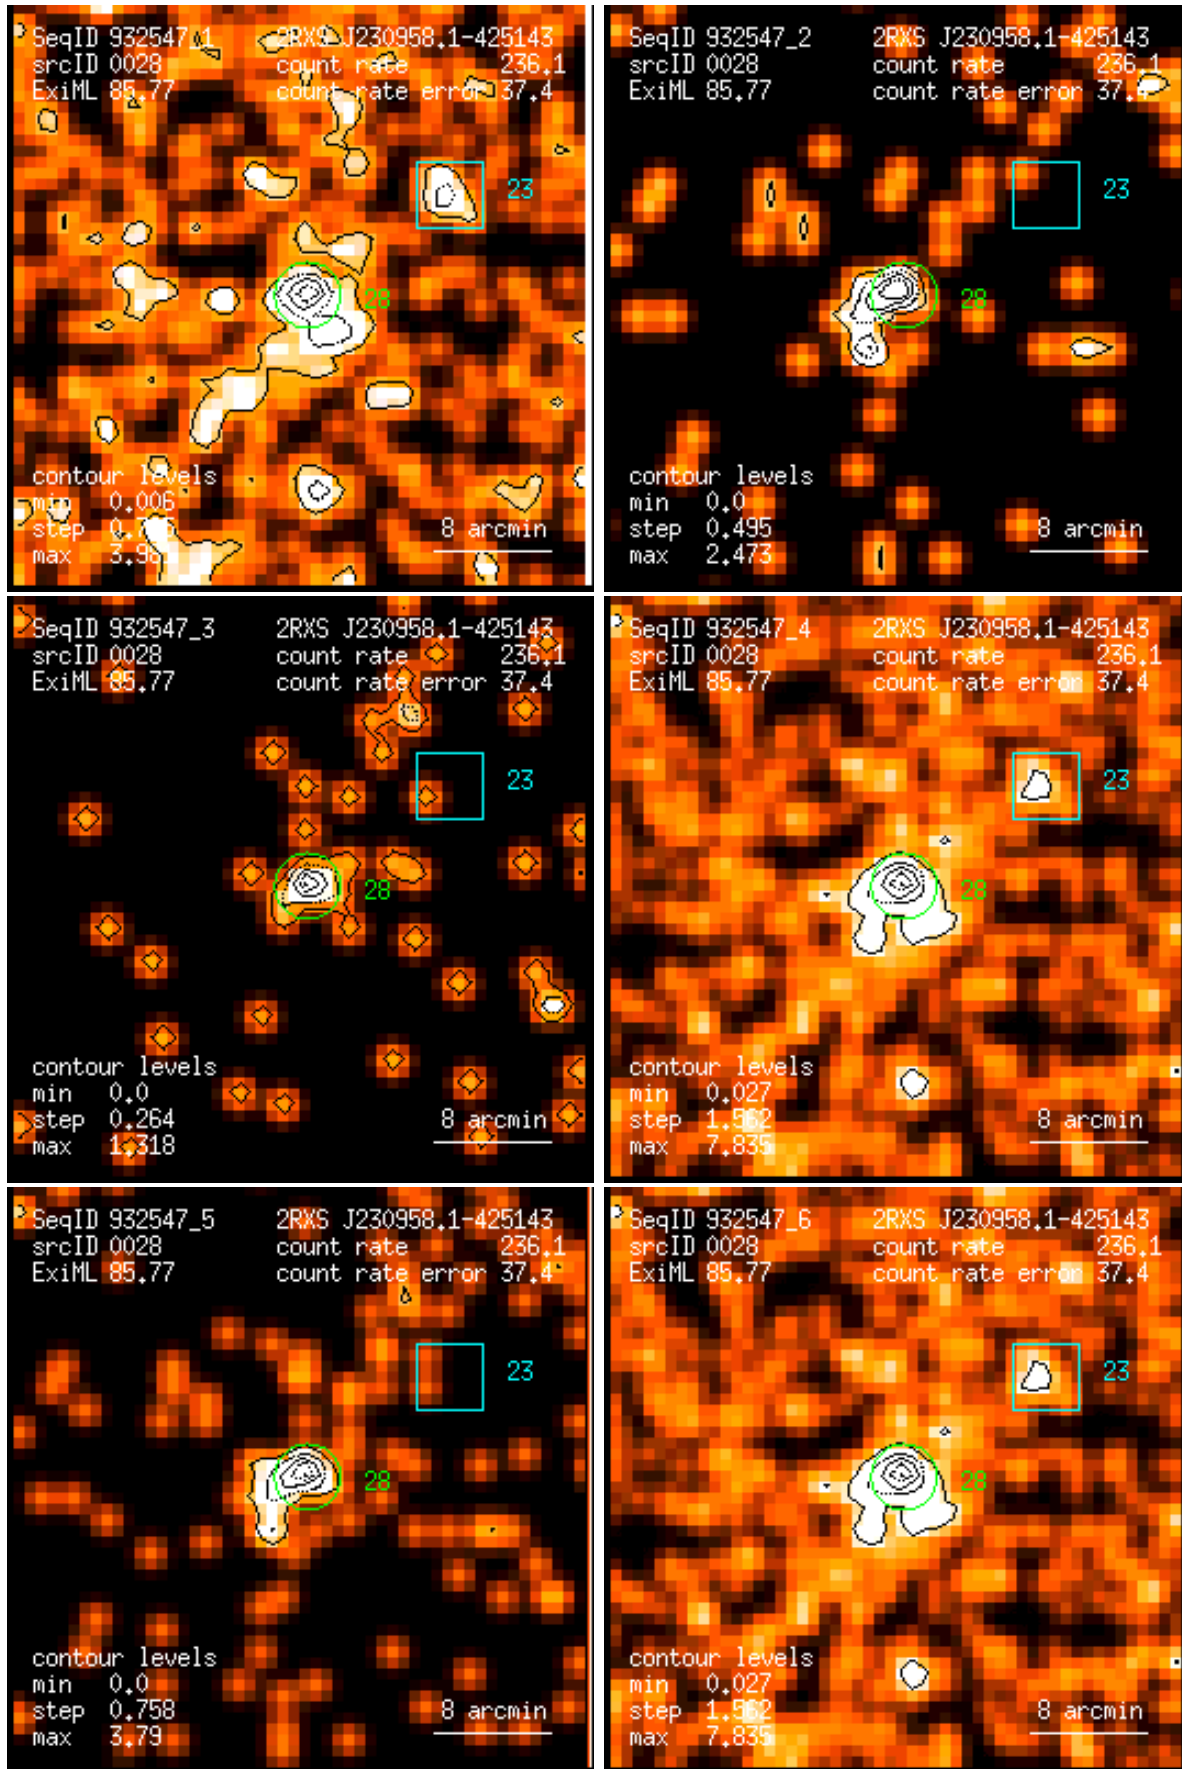 SeqID 932547_1 2RXS J230958.1-425143
srcID 0028 count rate 236.1
ExiML 85.77 count rate error 37.4
23
28
contour levels
min 0.006
step
max
8 arcmin
SeqID 932547_2 2RXS J230958.1-425143
srcID 0028 count rate 236.1
ExiML 85.77 count rate error 37.4
23
28
contour levels
min 0.0
step 0.495
max 2.473
8 arcmin
SeqID 932547_3 2RXS J230958.1-425143
srcID 0028 count rate 236.1
ExiML 85.77 count rate error 37.4
23
28
contour levels
min 0.0
step 0.264
max 1.318
8 arcmin
SeqID 932547_4 2RXS J230958.1-425143
srcID 0028 count rate 236.1
ExiML 85.77 count rate error 37.4
23
28
contour levels
min 0.027
step 1.562
max 7.835
8 arcmin
SeqID 932547_5 2RXS J230958.1-425143
srcID 0028 count rate 236.1
ExiML 85.77 count rate error 37.4
23
28
contour levels
min 0.0
step 0.758
max 3.79
8 arcmin
SeqID 932547_6 2RXS J230958.1-425143
srcID 0028 count rate 236.1
ExiML 85.77 count rate error 37.4
23
28
contour levels
min 0.027
step 1.562
max 7.835
8 arcmin